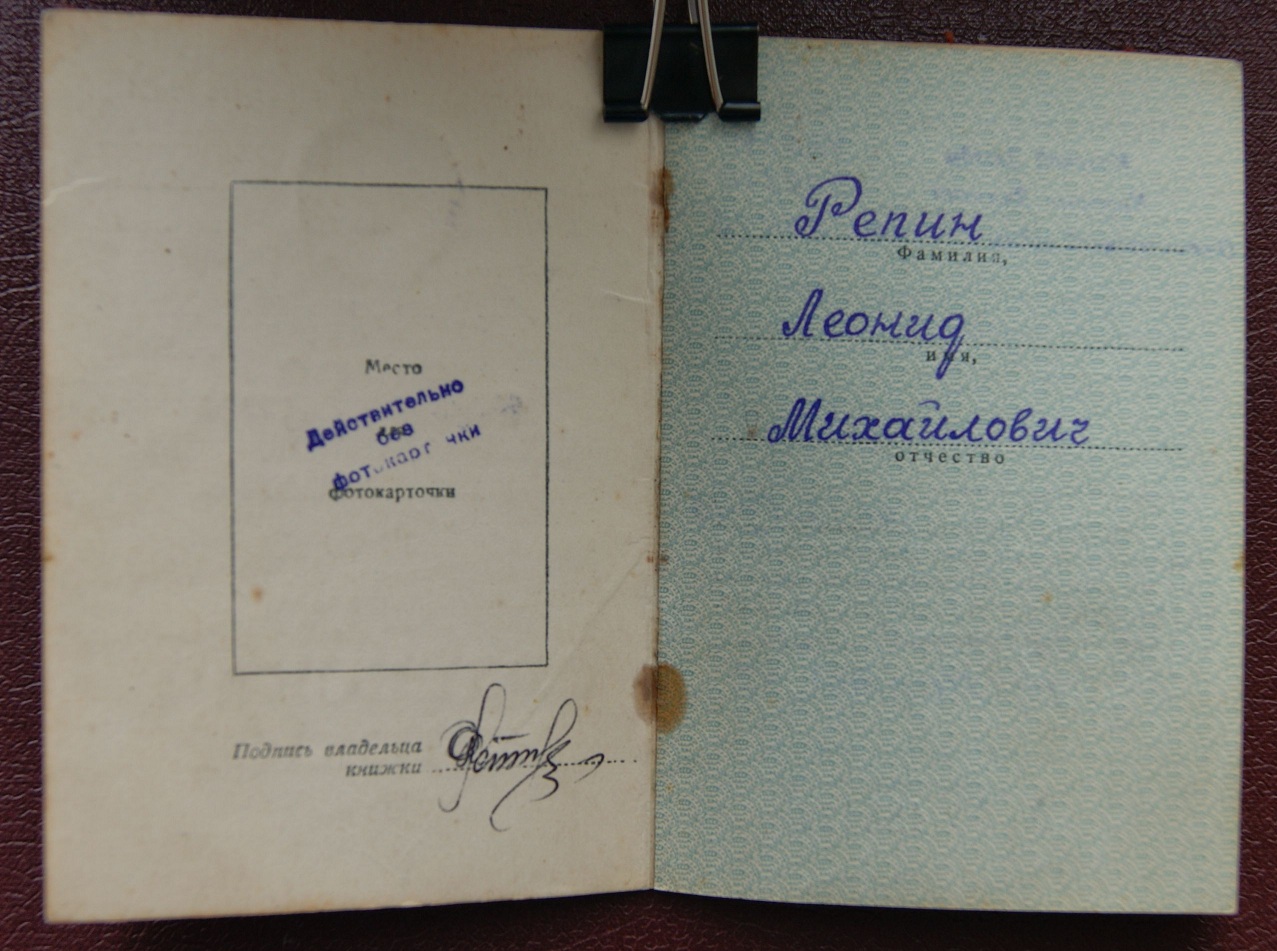 Место
Действительно
без
фотокарточки
фотокарточки
Подпись владельца
книжки
Репин
Фамилия,
Леонид
имя,
Михайлович
отчество